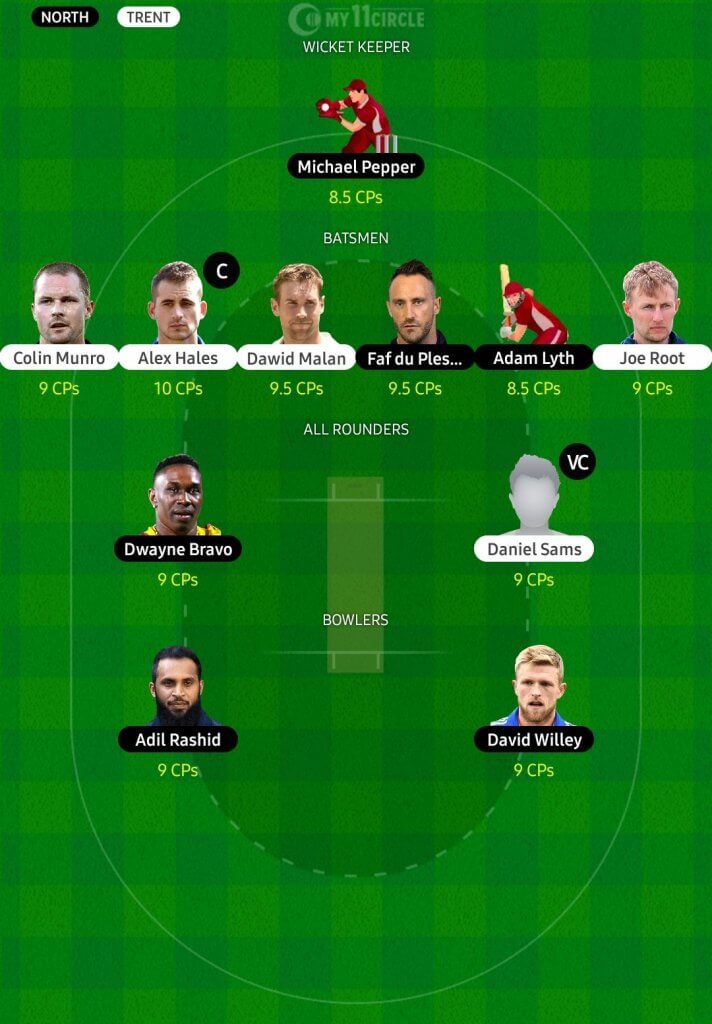 NORTH TRENT MY11CIRCLE
WICKET KEEPER
Michael Pepper
8.5 CPs
BATSMEN
C
Colin Munro Alex Hales Dawid Malan Faf du Ples... Adam Lyth Joe Root
9 CPs 10 CPs 9.5 CPs 9.5 CPs 8.5 CPs 9 CPs
ALL ROUNDERS
VC
Dwayne Bravo Daniel Sams
9 CPs 9 CPs
BOWLERS
Adil Rashid David Willey
9 CPs 9 CPs